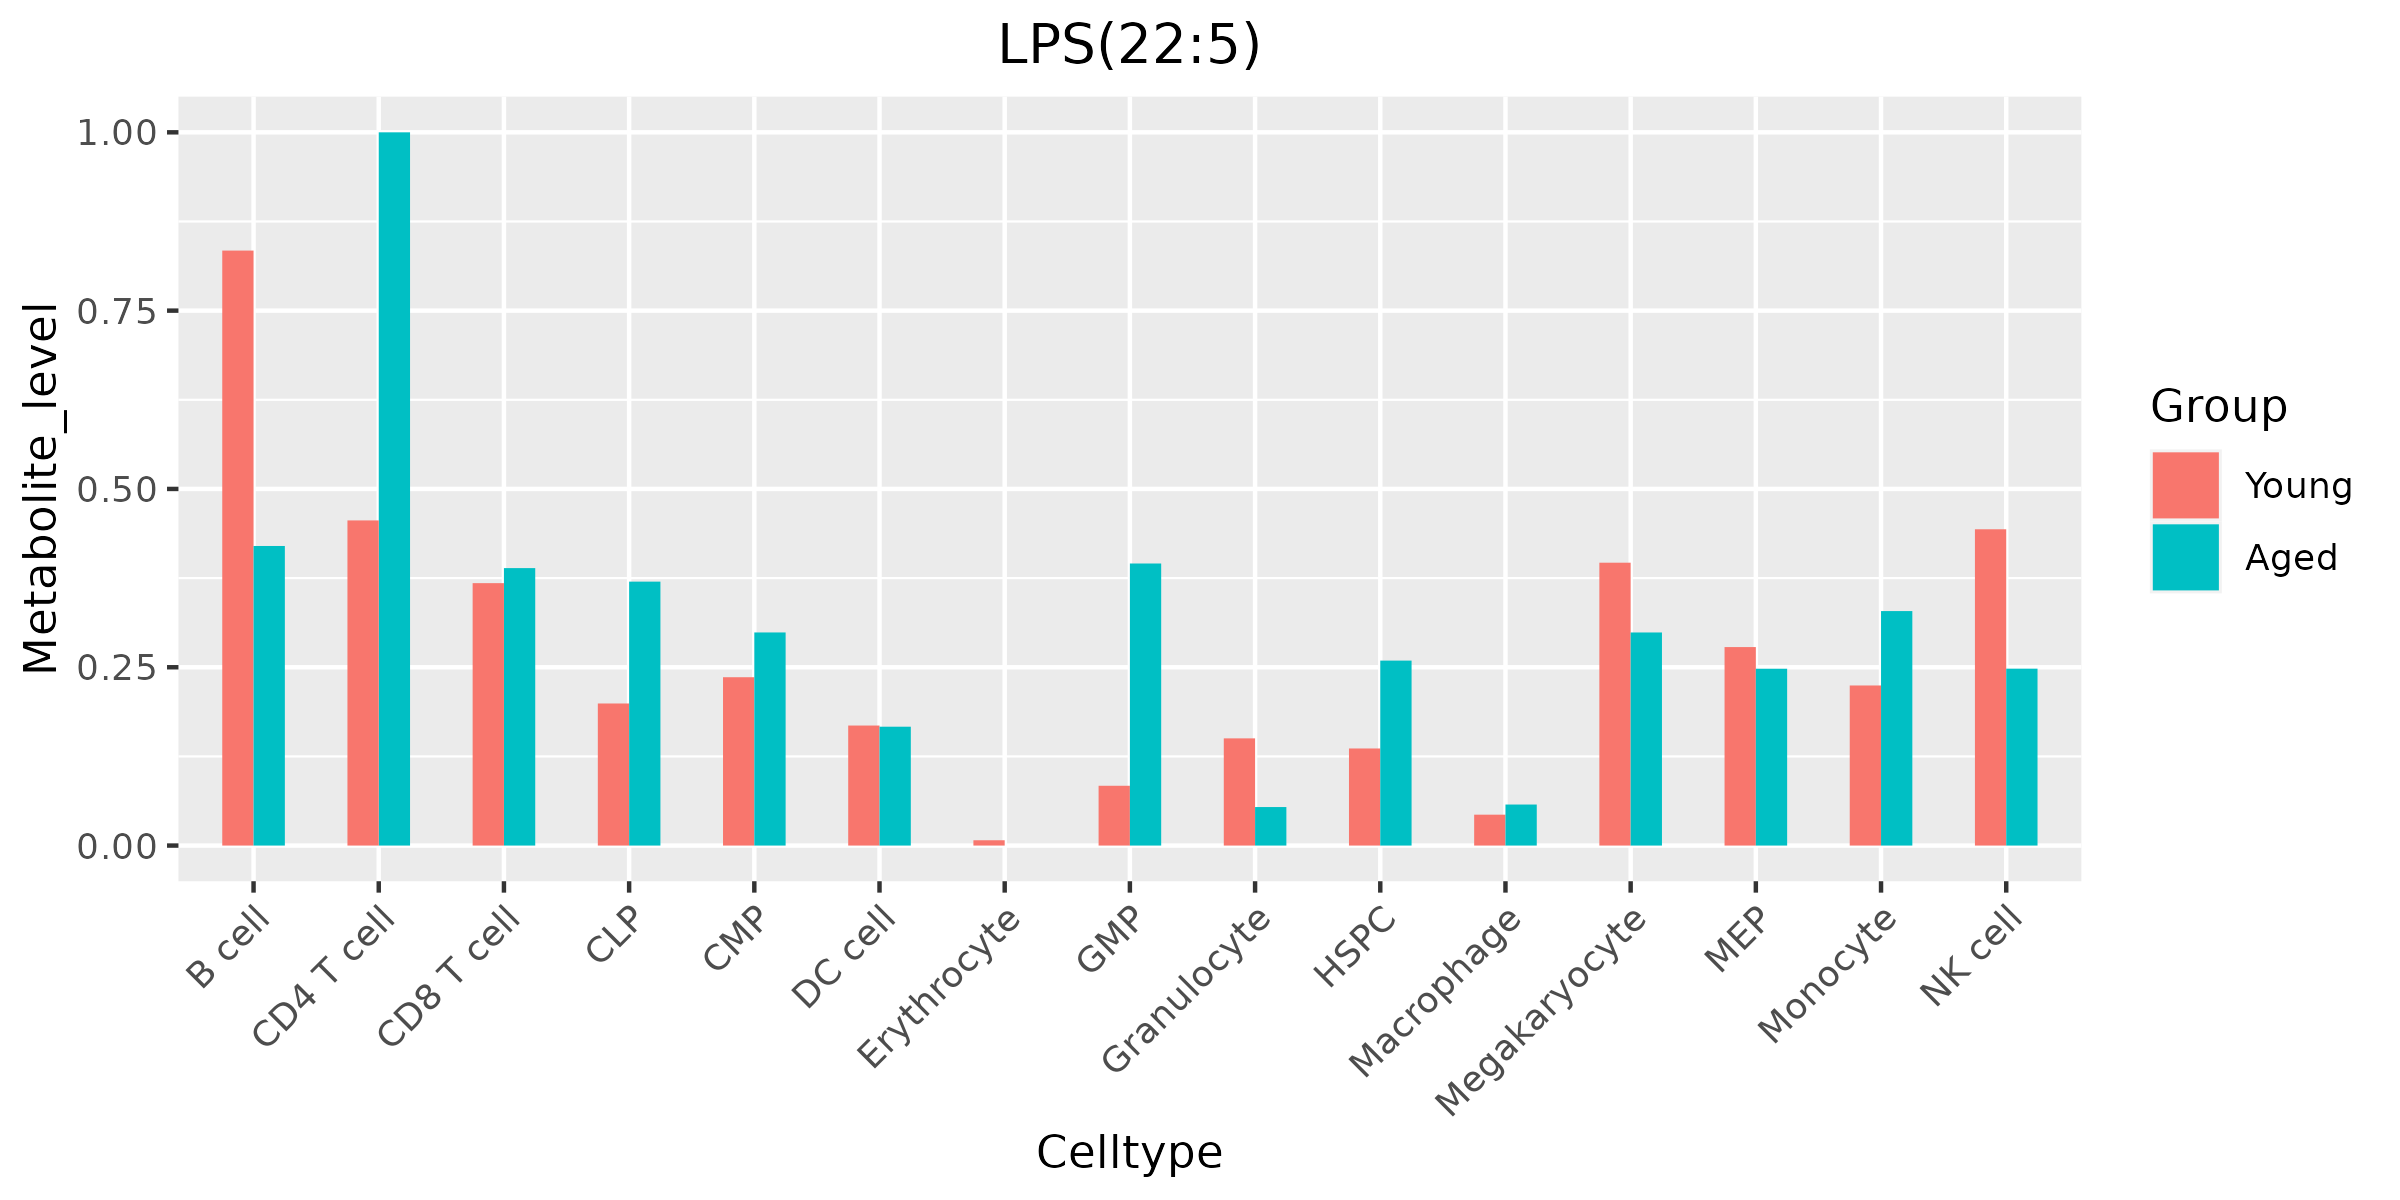 LPS(22:5)
Metabolite_level
1.00
0.75
0.50
0.25
0.00
B cell
CD4 T cell
CD8 T cell
CLP
CMP
DC cell
Erythrocyte
GMP
Granulocyte
HSPC
Macrophage
Megakaryocyte
MEP
Monocyte
NK cell
Celltype
Group
Young
Aged